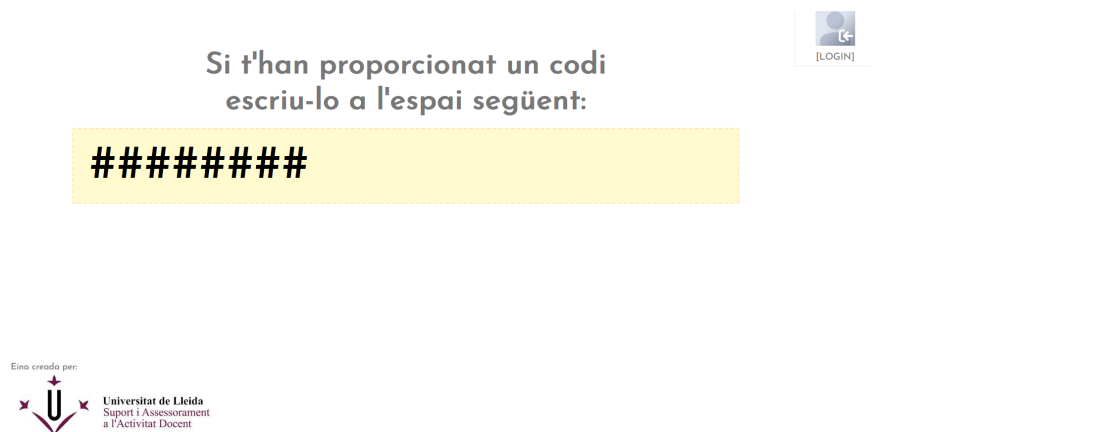 [LOGIN]
Si t'han proporcionat un codi
escriu-lo a l'espai següent:
########
Eina creada per:
U
Universitat de Lleida
Suport i Assessorament
a l'Activitat Docent